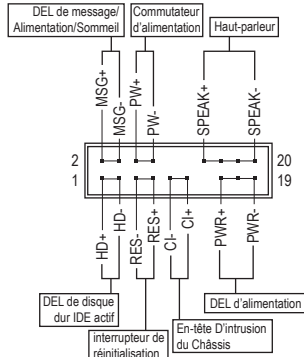 DEL de message/
Alimentation/Sommeil
Commutateur
d'alimentation
Haut-parleur
MSG+
MSG-
PW+
PW-
SPEAK+
SPEAK-
2
20
1
19
HD+
HD-
RES-
RES+
CI-
CI+
PWR+
PWR-
DEL de disque
dur IDE actif
interrupteur de
réinitialisation
En-tête D'intrusion
du Châssis
DEL d'alimentation